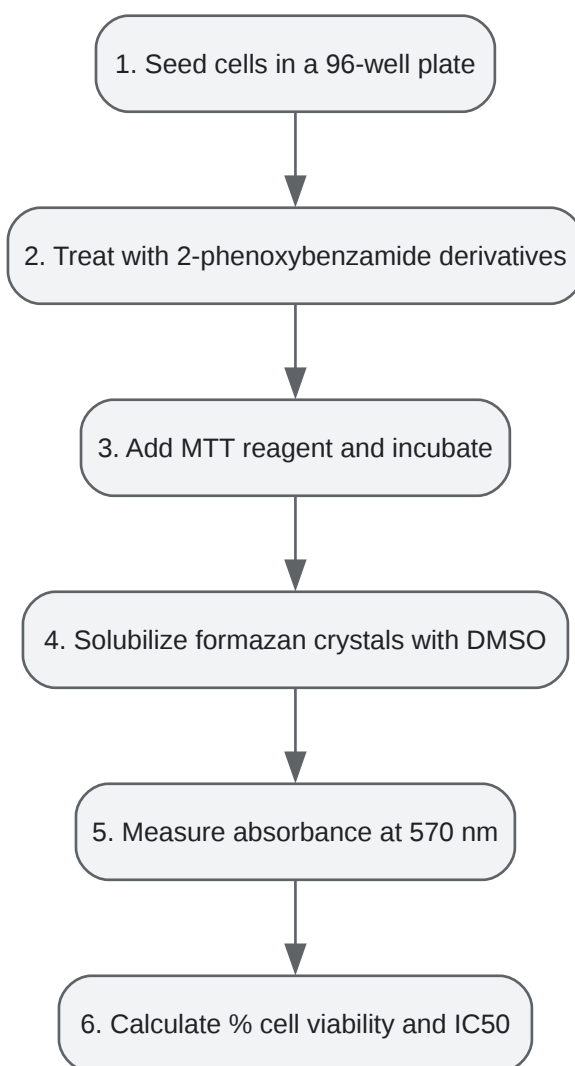 1. Seed cells in a 96-well plate
2. Treat with 2-phenoxybenzamide derivatives
3. Add MTT reagent and incubate
4. Solubilize formazan crystals with DMSO
5. Measure absorbance at 570 nm
6. Calculate % cell viability and IC50